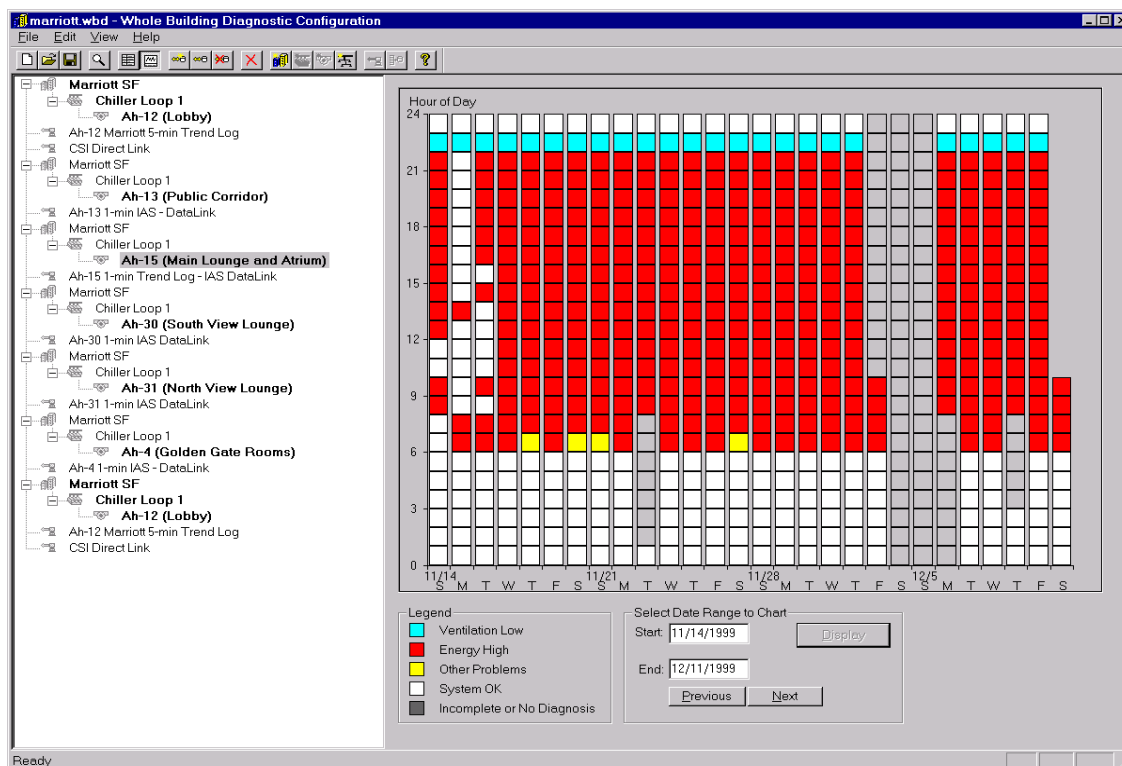 marriott.wbd - Whole Building Diagnostic Configuration
File Edit View Help
Marriott SF
Chiller Loop 1
Ah-12 (Lobby)
Ah-12 Marriott 5-min Trend Log
CSI Direct Link
Marriott SF
Chiller Loop 1
Ah-13 (Public Corridor)
Ah-13 1-min IAS - DataLink
Marriott SF
Chiller Loop 1
Ah-15 (Main Lounge and Atrium)
Ah-15 1-min Trend Log - IAS DataLink
Marriott SF
Chiller Loop 1
Ah-30 (South View Lounge)
Ah-30 1-min IAS DataLink
Marriott SF
Chiller Loop 1
Ah-31 (North View Lounge)
Ah-31 1-min IAS DataLink
Marriott SF
Chiller Loop 1
Ah-4 (Golden Gate Rooms)
Ah-4 1-min IAS - DataLink
Marriott SF
Chiller Loop 1
Ah-12 (Lobby)
Ah-12 Marriott 5-min Trend Log
CSI Direct Link
Hour of Day
24
21
18
15
12
9
6
3
0
11/14 11/21 11/28 12/5
S M T W T F S S M T W T F S S M T W T F S S M T W T F S
Legend
Ventilation Low
Energy High
Other Problems
System OK
Incomplete or No Diagnosis
Select Date Range to Chart
Start: 11/14/1999 Display
End: 12/11/1999
Previous Next
Ready